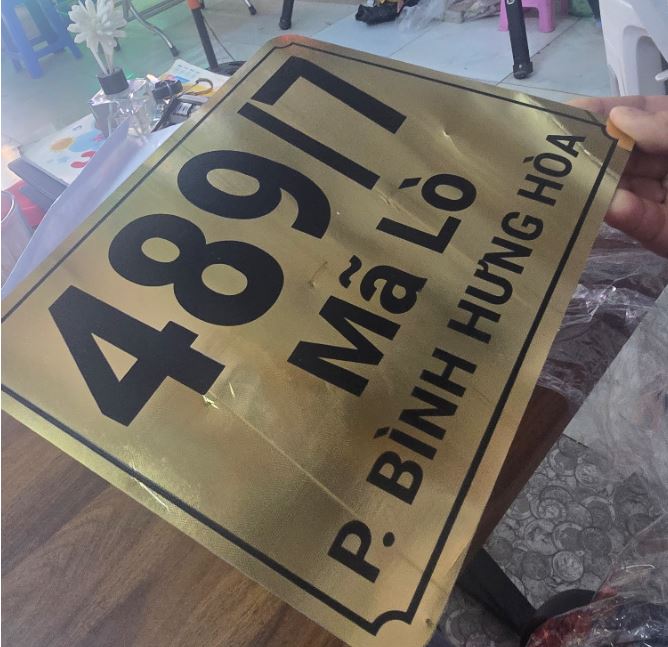 489/7
Mã Lò
P. BÌNH HƯNG HÒA